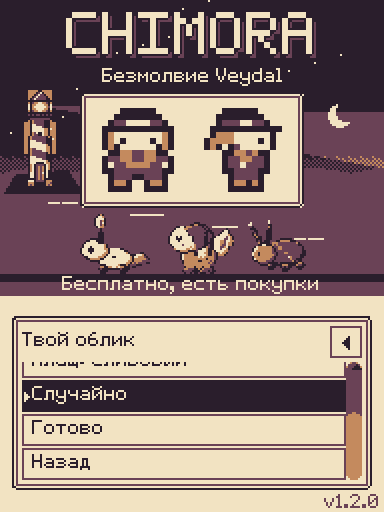 CHIMORA
Безмолвие Veydal
Бесплатно, есть покупки
Твой облик
Случайно
Готово
Назад
v1.2.0